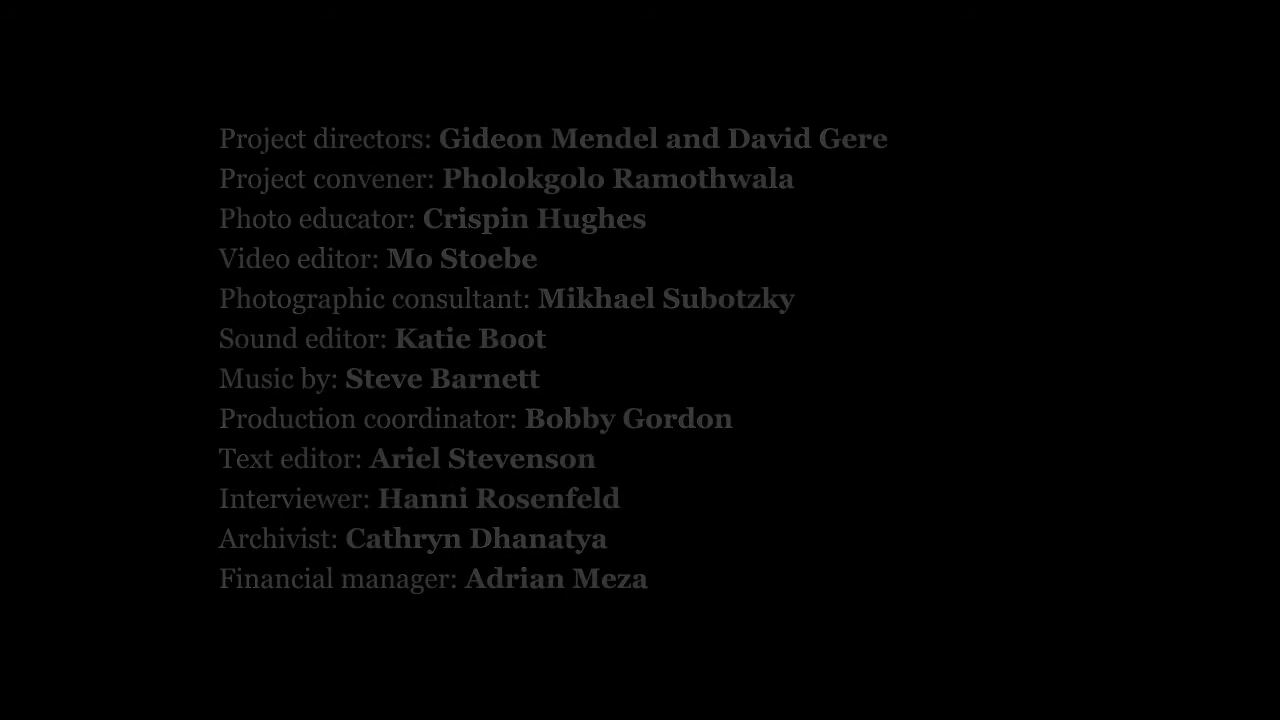 Project directors: Gideon Mendel and David Gere
Project convener: Pholokgolo Ramothwala
Photo educator: Crispin Hughes
Video editor: Mo Stoebe
Photographic consultant: Mikhael Subotzky
Sound editor: Katie Boot
Music by: Steve Barnett
Production coordinator: Bobby Gordon
Text editor: Ariel Stevenson
Interviewer: Hanni Rosenfeld
Archivist: Cathryn Dhanatya
Financial manager: Adrian Meza